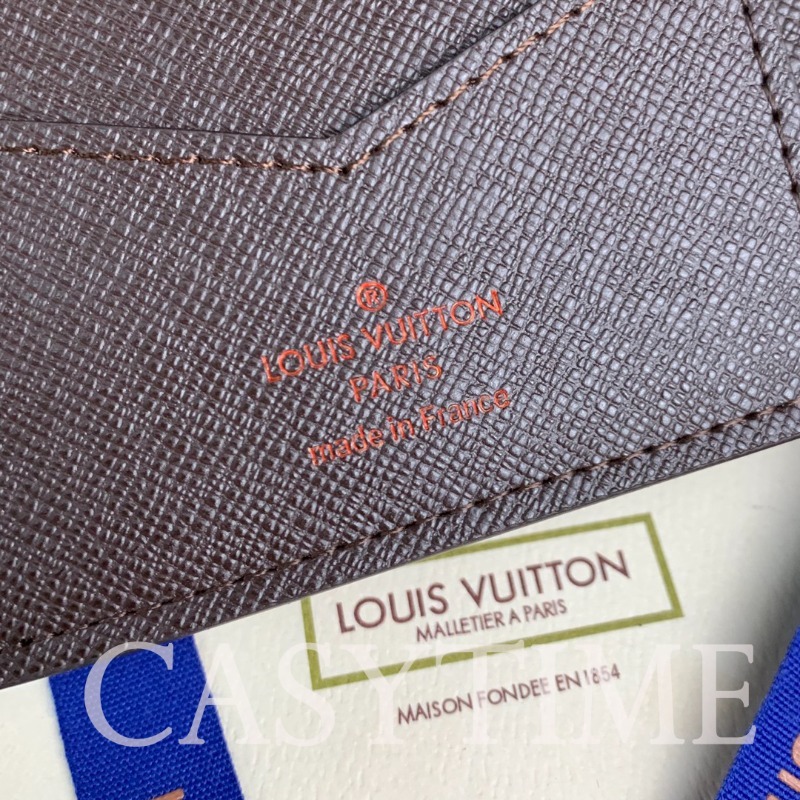 ®
LOUIS VUITTON
PARIS
made in France
LOUIS VUITTON
MALLETIER A PARIS
MAISON FONDEE EN 1854
CASYTIME